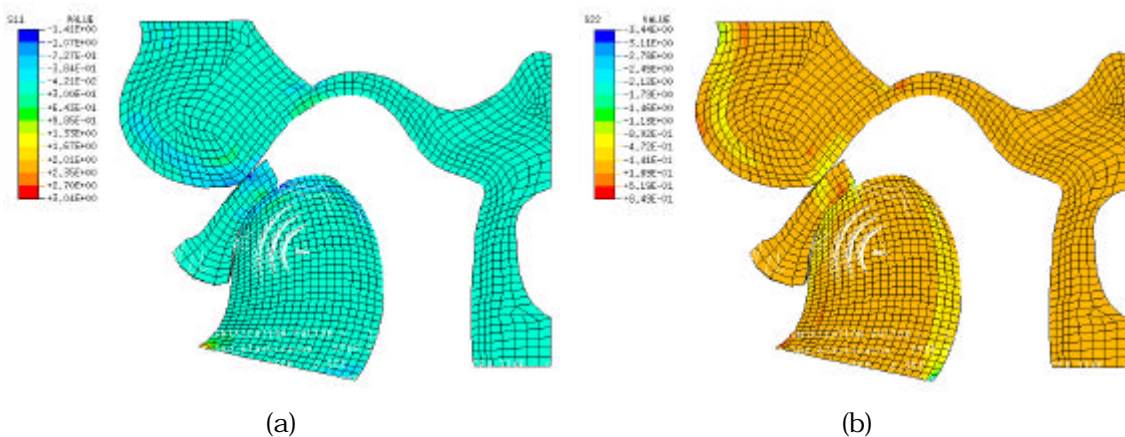 S11 VALUE
-1.41E+00
-1.07E+00
-7.27E-01
-3.84E-01
-4.21E-02
+3.00E-01
+6.43E-01
+9.85E-01
+1.33E+00
+1.67E+00
+2.01E+00
+2.35E+00
+2.70E+00
+3.04E+00
S22 VALUE
-3.44E+00
-3.11E+00
-2.78E+00
-2.45E+00
-2.12E+00
-1.79E+00
-1.46E+00
-1.13E+00
-8.02E-01
-4.72E-01
-1.41E-01
+1.89E-01
+5.19E-01
+8.49E-01
(a)
(b)